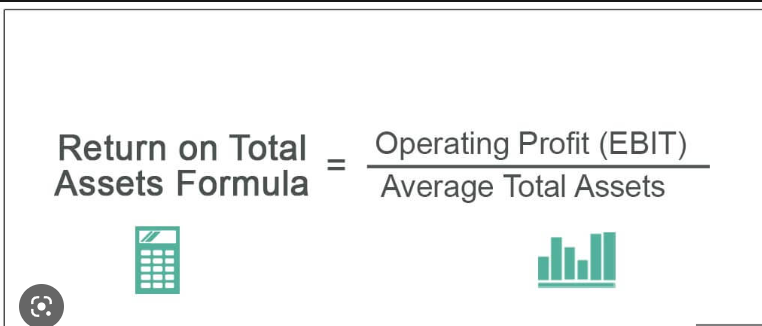 Return on Total
Assets Formula
=
Operating Profit (EBIT)
Average Total Assets